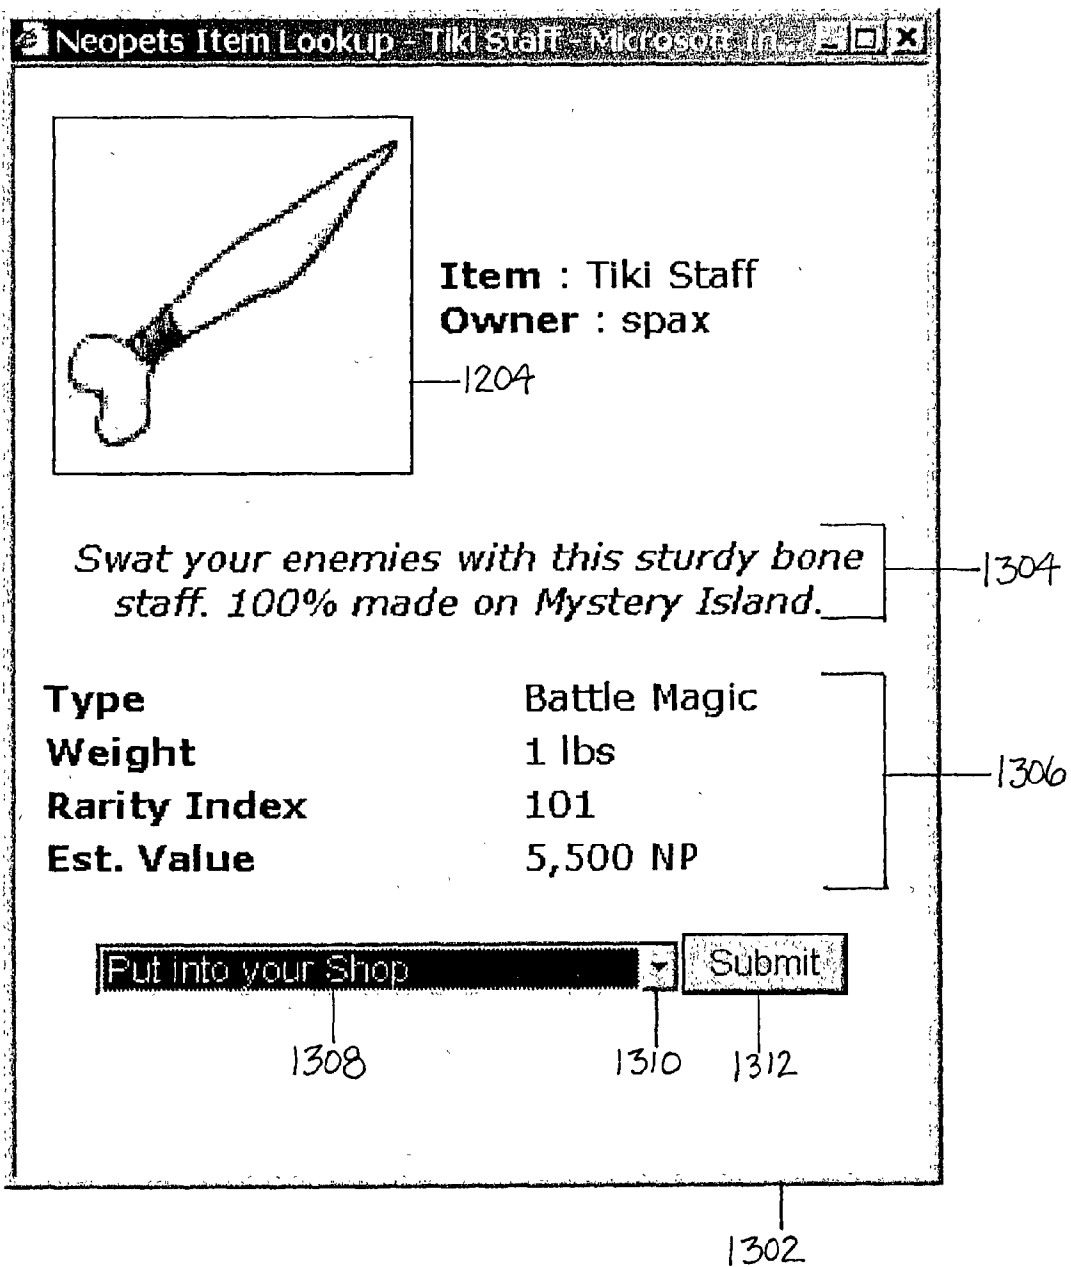 Neopets Item Lookup - Tiki Staff - Microsoft In...
Item : Tiki Staff
Owner : spax
1204
Swat your enemies with this sturdy bone
staff. 100% made on Mystery Island.
1304
Type Battle Magic
Weight 1 lbs
Rarity Index 101
Est. Value 5,500 NP
1306
Put into your Shop Submit
1308 1310 1312
1302